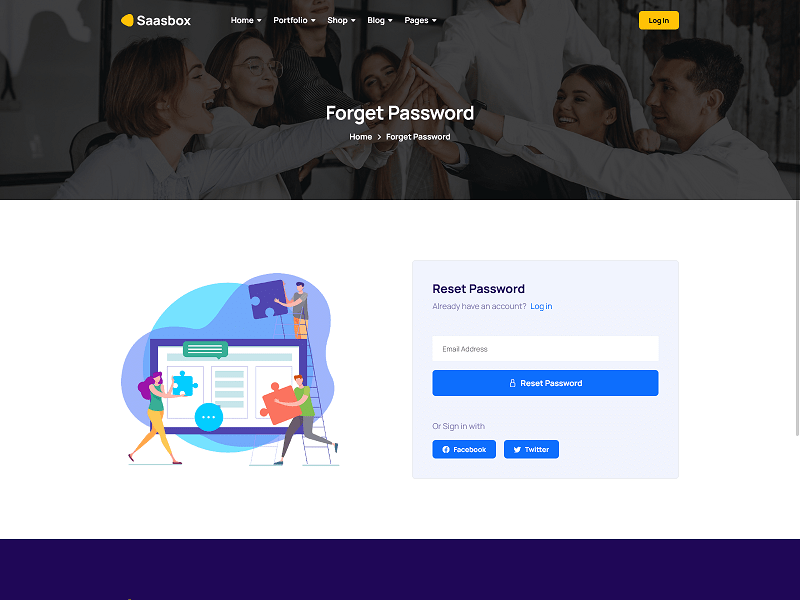 Saasbox Home Portfolio Shop Blog Pages Log In
Forget Password
Home > Forget Password
Reset Password
Already have an account? Log in
Email Address
Reset Password
Or Sign in with
Facebook Twitter